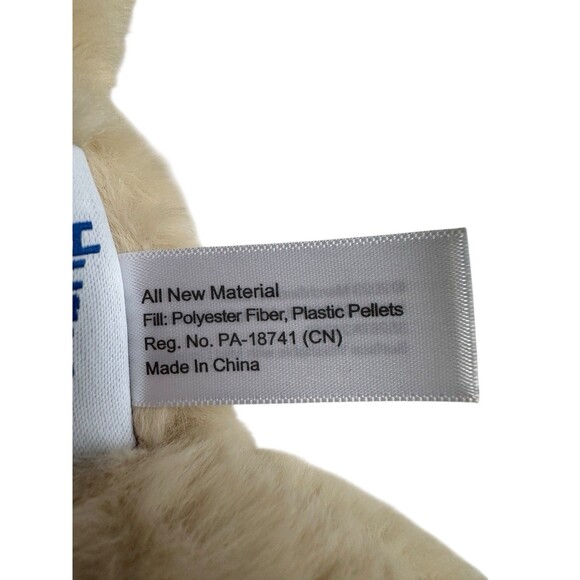 All New Material
Fill: Polyester Fiber, Plastic Pellets
Reg. No. PA-18741 (CN)
Made In China